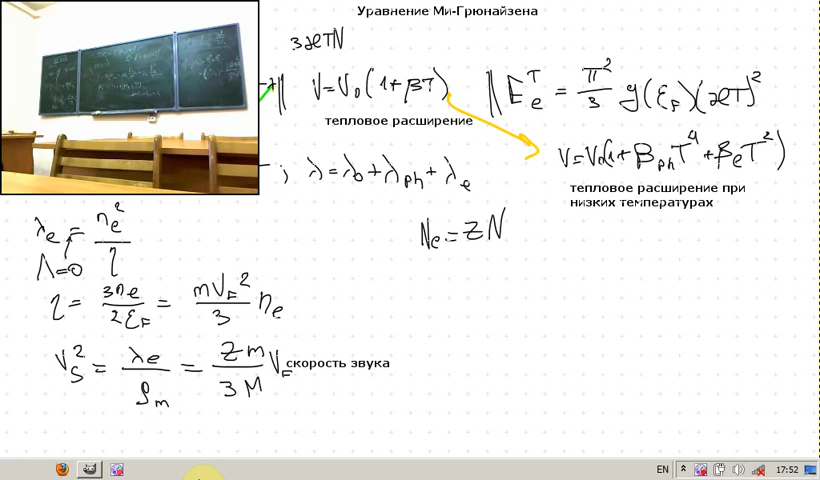 Уравнение Ми-Грюнайзена
3æTN
V=V₀(1+βT)
тепловое расширение
E_e^T = π²/3 g(ε_F)(æT)²
V=V₀(1+β_ph T⁴+β_e T²)
тепловое расширение при
низких температурах
; λ=λ₀+λ_ph+λ_e
N_e=zN
λ_e = n_e²/η
Λ=0
η = 3n_e/2ε_F = mV_F²/3 n_e
V_S² = λ_e/ρ_m = Zm/3M V_F
скорость звука
EN
17:52